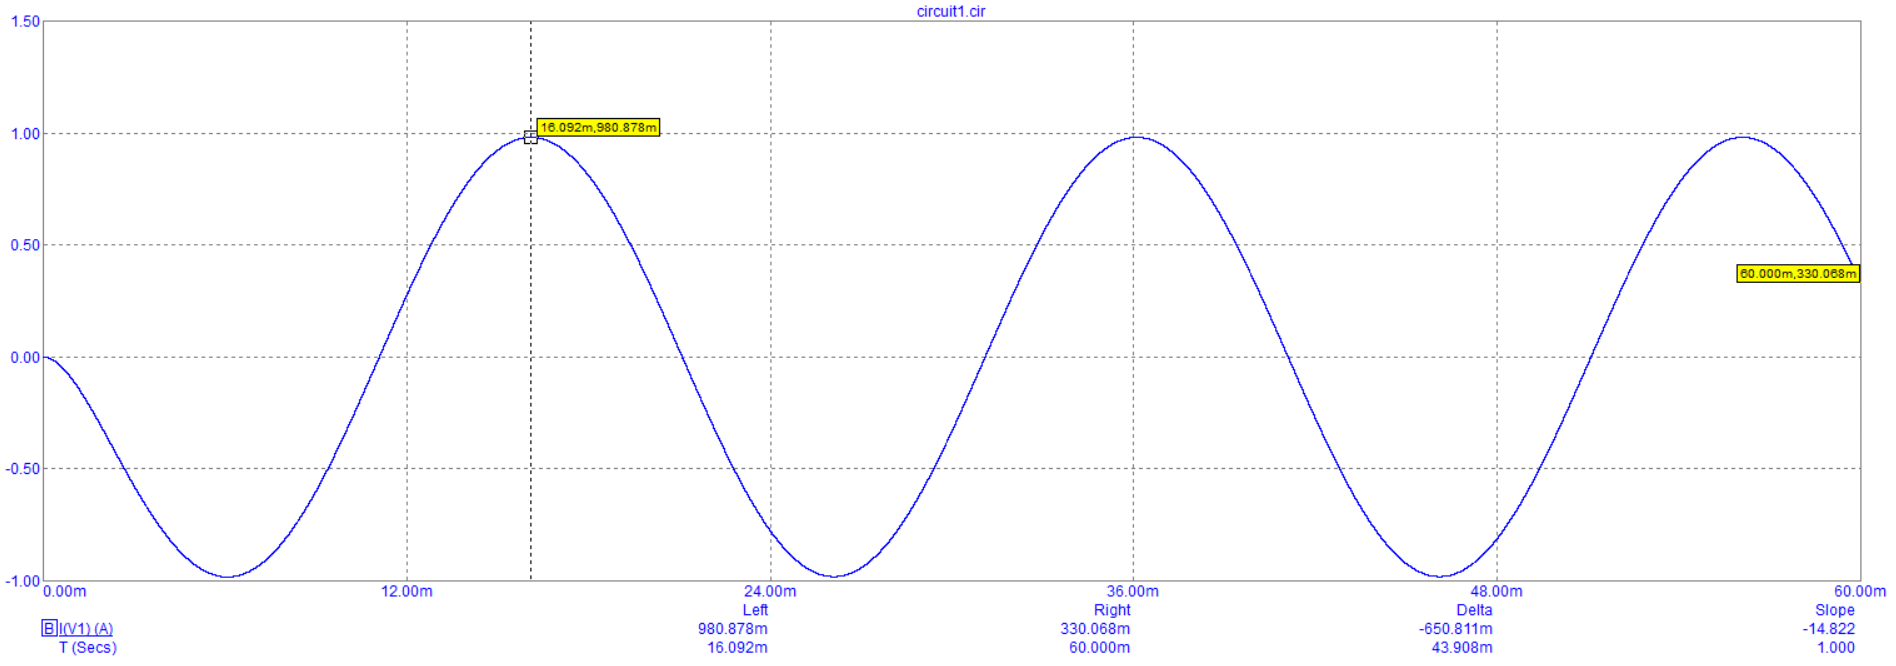 circuit1.cir
1.50
16.092m,980.878m
1.00
0.50
60.000m,330.068m
0.00
-0.50
-1.00
0.00m 12.00m 24.00m 36.00m 48.00m 60.00m
Left Right Delta Slope
B I(V1) (A) 980.878m 330.068m -650.811m -14.822
T (Secs) 16.092m 60.000m 43.908m 1.000